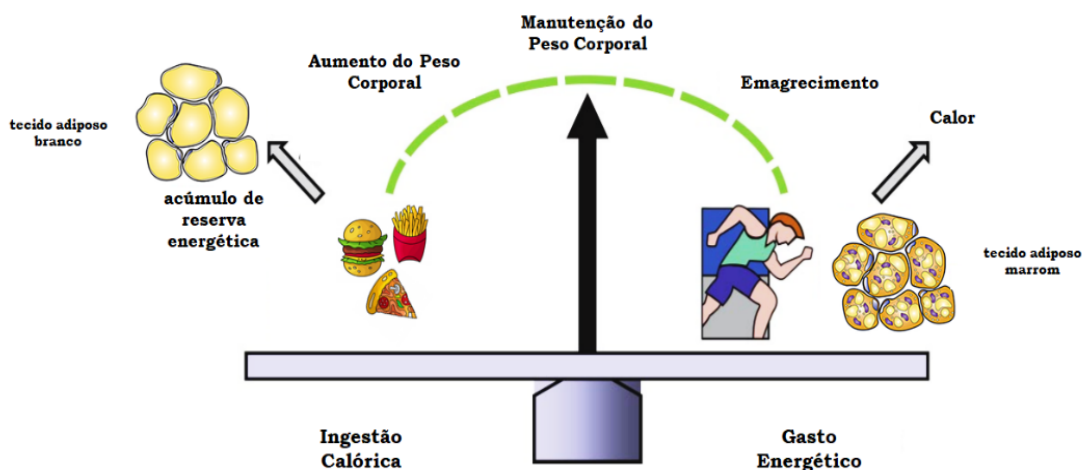 Manutenção do
Peso Corporal
Aumento do Peso
Corporal
Emagrecimento
tecido adiposo
branco
Calor
acúmulo de
reserva
energética
tecido adiposo
marrom
Ingestão
Calórica
Gasto
Energético